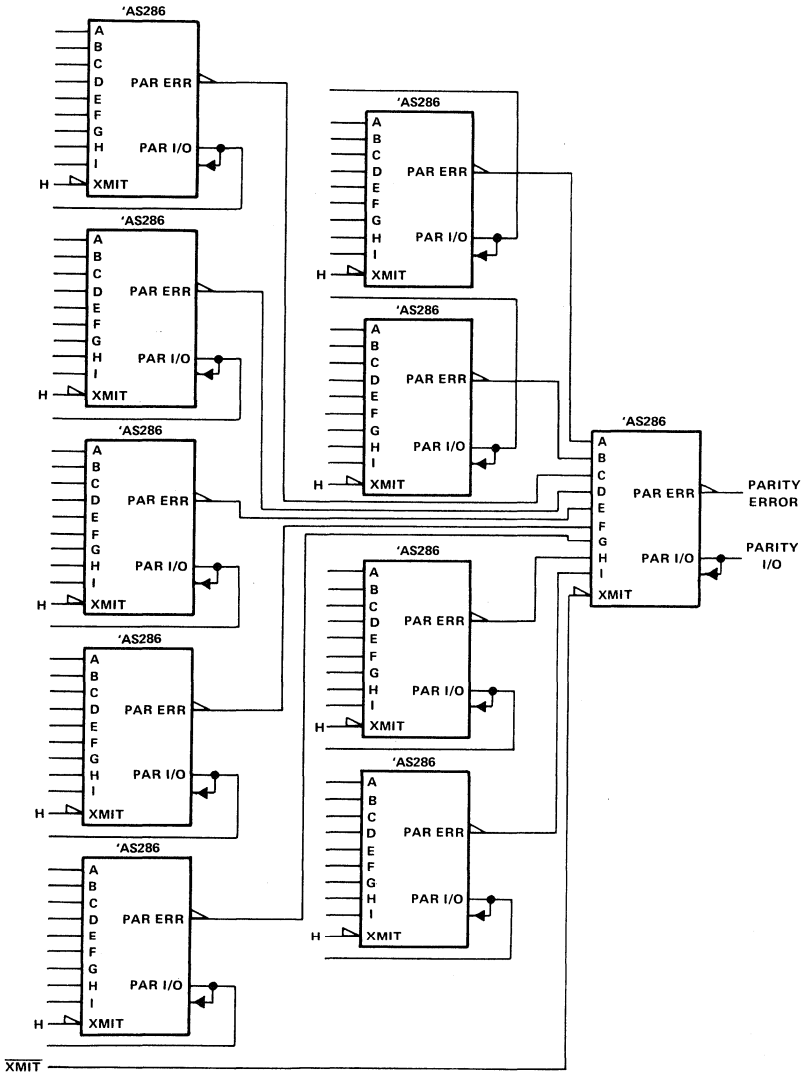 'AS286
A
B
C
D PAR ERR
E
F
G
H PAR I/O
I
H XMIT
'AS286
A
B
C
D PAR ERR
E
F
G
H PAR I/O
I
H XMIT
'AS286
A
B
C
D PAR ERR
E
F
G
H PAR I/O
I
H XMIT
'AS286
A
B
C
D PAR ERR
E
F
G
H PAR I/O
I
H XMIT
'AS286
A
B
C
D PAR ERR
E
F
G
H PAR I/O
I
H XMIT
XMIT
'AS286
A
B
C
D PAR ERR
E
F
G
H PAR I/O
I
H XMIT
'AS286
A
B
C
D PAR ERR
E
F
G
H PAR I/O
I
H XMIT
'AS286
A
B
C
D PAR ERR
E
F
G
H PAR I/O
I
H XMIT
'AS286
A
B
C
D PAR ERR
E
F
G
H PAR I/O
I
H XMIT
'AS286
A
B
C
D PAR ERR
E
F
G
H PAR I/O
I
XMIT
PARITY
ERROR
PARITY
I/O